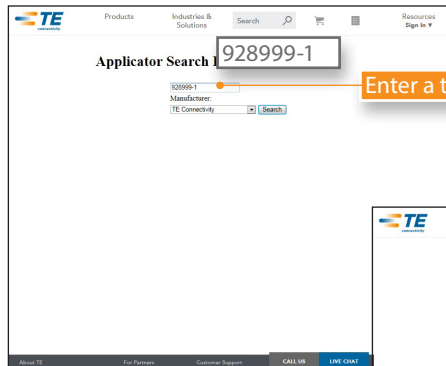 TE
connectivity
Products
Industries &
Solutions
Search
Resources
Sign In ▼
Applicator Search
928999-1
928999-1
Enter a t
Manufacturer:
TE Connectivity
Search
TE
connectivity
About TE
For Partners
Customer Support
CALL US
LIVE CHAT